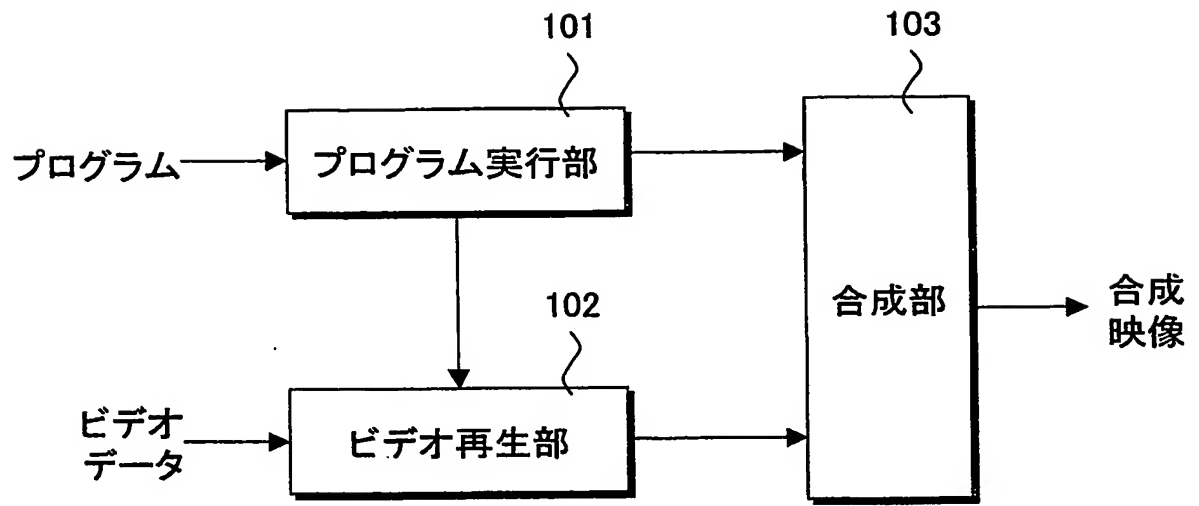 101
103
プログラム
プログラム実行部
合成部
合成
映像
102
ビデオ
データ
ビデオ再生部